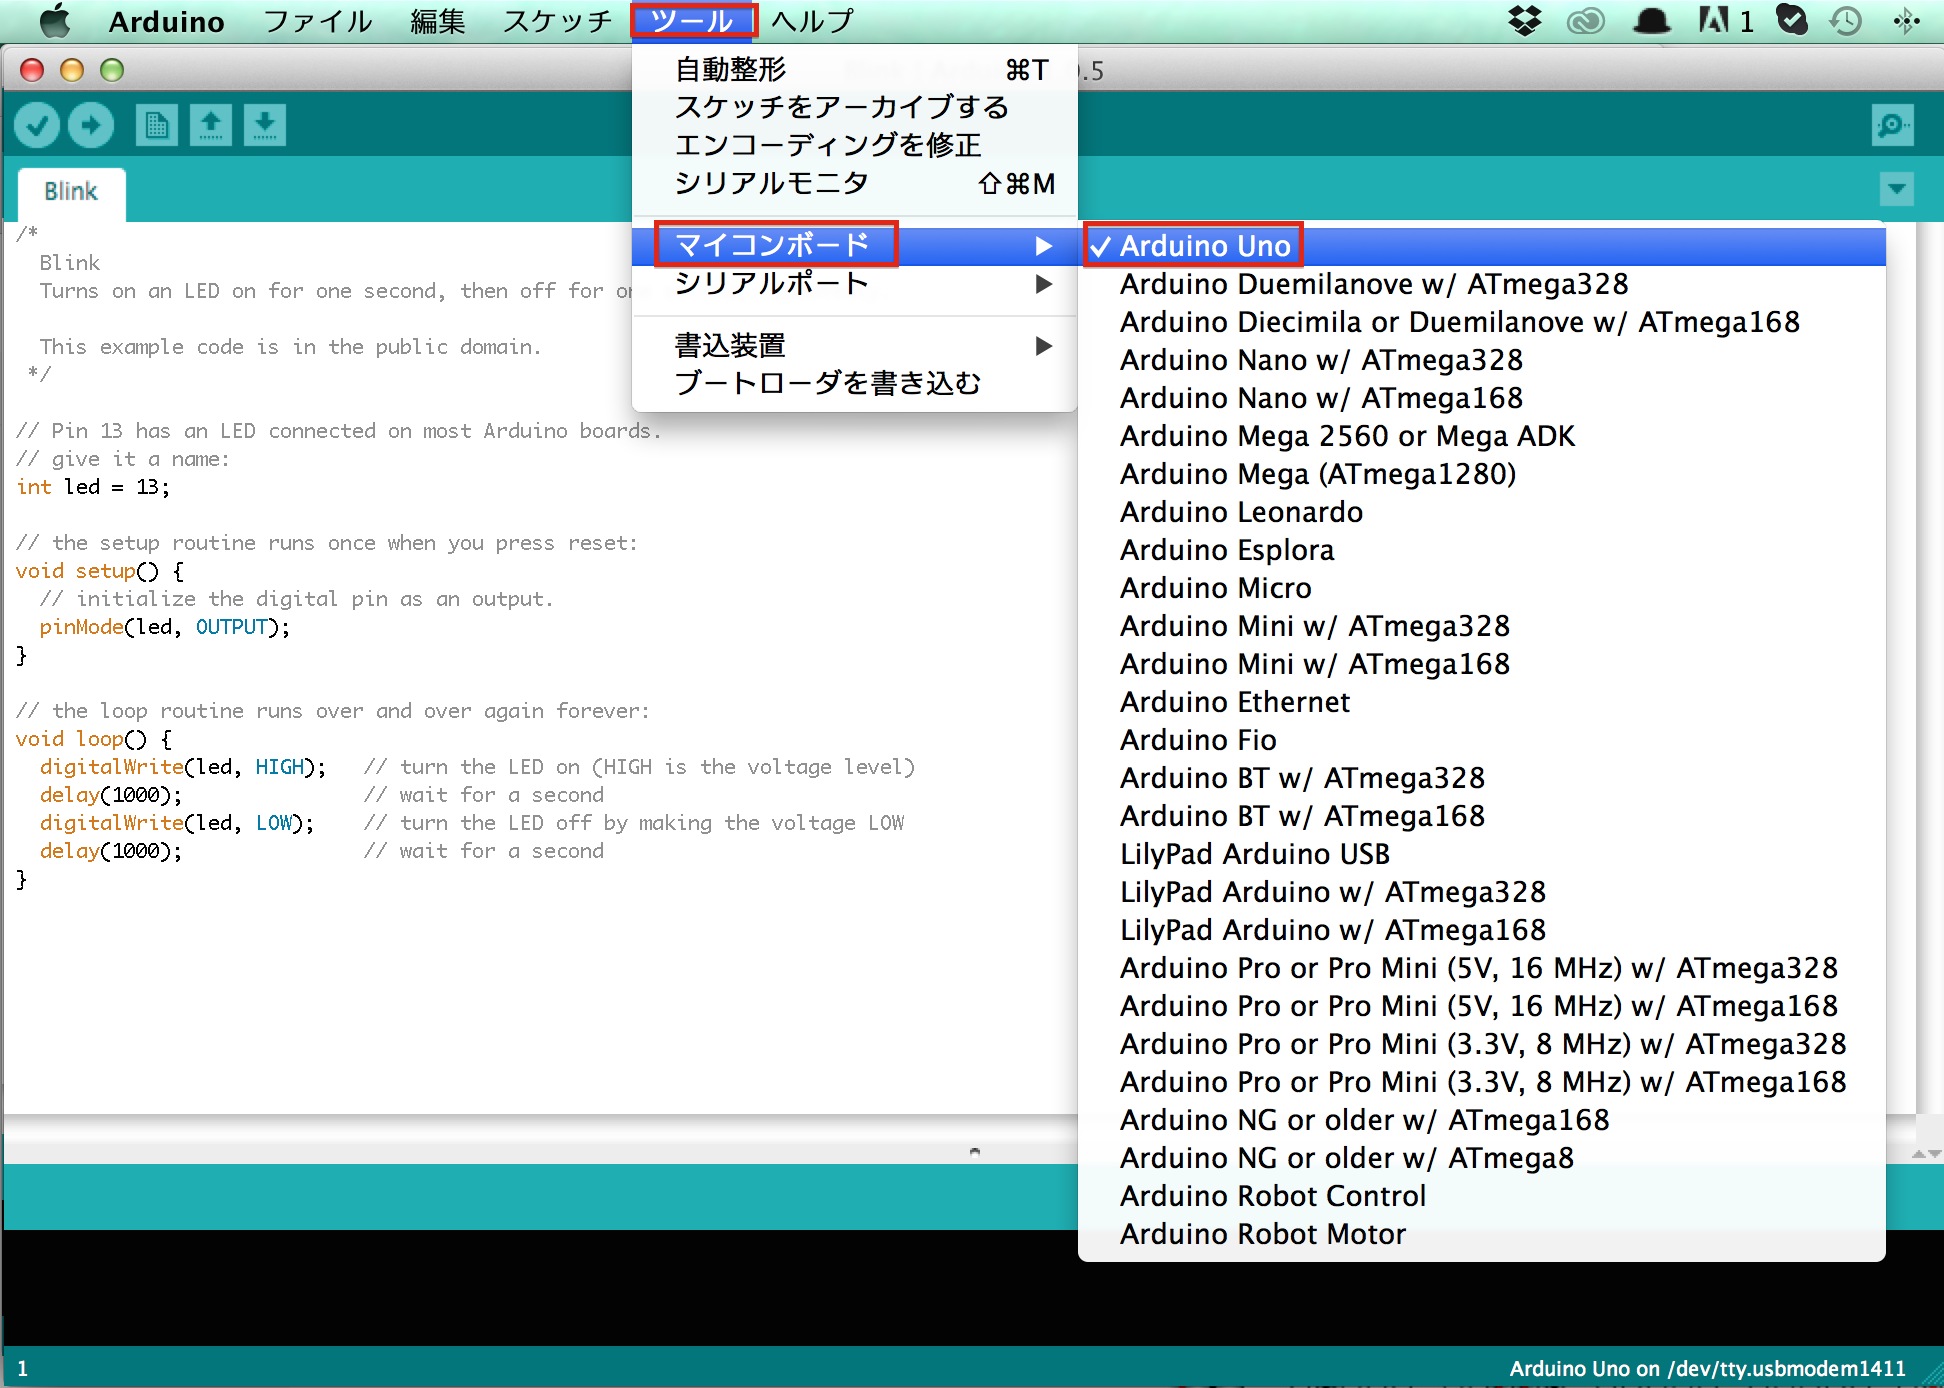 Arduino ファイル 編集 スケッチ ツール ヘルプ 1
.5
自動整形 ⌘T
スケッチをアーカイブする
エンコーディングを修正
シリアルモニタ ⇧⌘M
マイコンボード ▶
シリアルポート ▶
書込装置 ▶
ブートローダを書き込む
✓ Arduino Uno
Arduino Duemilanove w/ ATmega328
Arduino Diecimila or Duemilanove w/ ATmega168
Arduino Nano w/ ATmega328
Arduino Nano w/ ATmega168
Arduino Mega 2560 or Mega ADK
Arduino Mega (ATmega1280)
Arduino Leonardo
Arduino Esplora
Arduino Micro
Arduino Mini w/ ATmega328
Arduino Mini w/ ATmega168
Arduino Ethernet
Arduino Fio
Arduino BT w/ ATmega328
Arduino BT w/ ATmega168
LilyPad Arduino USB
LilyPad Arduino w/ ATmega328
LilyPad Arduino w/ ATmega168
Arduino Pro or Pro Mini (5V, 16 MHz) w/ ATmega328
Arduino Pro or Pro Mini (5V, 16 MHz) w/ ATmega168
Arduino Pro or Pro Mini (3.3V, 8 MHz) w/ ATmega328
Arduino Pro or Pro Mini (3.3V, 8 MHz) w/ ATmega168
Arduino NG or older w/ ATmega168
Arduino NG or older w/ ATmega8
Arduino Robot Control
Arduino Robot Motor
Blink
/*
  Blink
  Turns on an LED on for one second, then off for
 
  This example code is in the public domain.
 */
 
// Pin 13 has an LED connected on most Arduino boards.
// give it a name:
int led = 13;

// the setup routine runs once when you press reset:
void setup() {
  // initialize the digital pin as an output.
  pinMode(led, OUTPUT);
}

// the loop routine runs over and over again forever:
void loop() {
  digitalWrite(led, HIGH);   // turn the LED on (HIGH is the voltage level)
  delay(1000);               // wait for a second
  digitalWrite(led, LOW);    // turn the LED off by making the voltage LOW
  delay(1000);               // wait for a second
}
1
Arduino Uno on /dev/tty.usbmodem1411